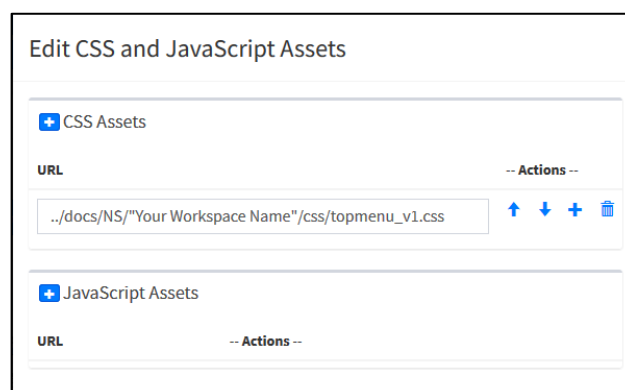 Edit CSS and JavaScript Assets
CSS Assets
URL -- Actions --
../docs/NS/"Your Workspace Name"/css/topmenu_v1.css
JavaScript Assets
URL -- Actions --